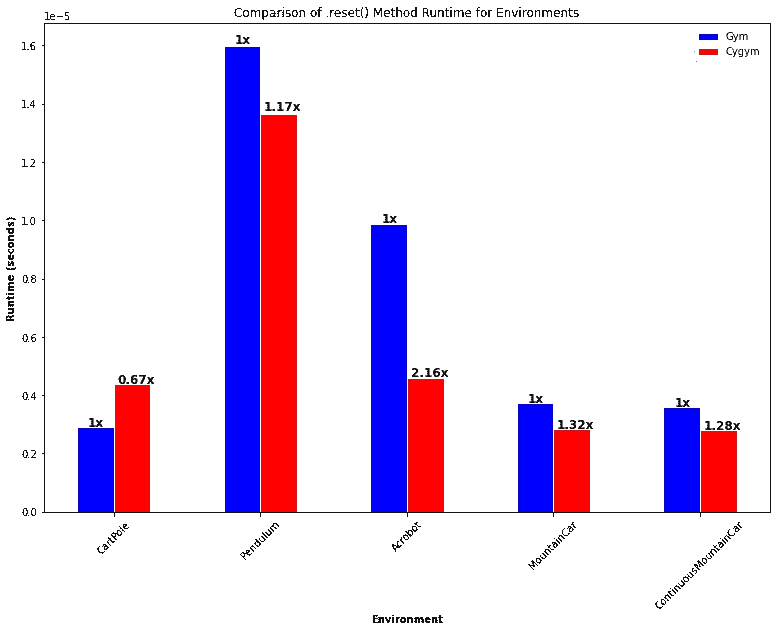 Comparison of .reset() Method Runtime for Environments
1e−5
Gym
Cygym
1.6
1.4
1.2
1.0
0.8
0.6
0.4
0.2
0.0
Runtime (seconds)
1x
0.67x
1x
1.17x
1x
2.16x
1x
1.32x
1x
1.28x
CartPole
Pendulum
Acrobot
MountainCar
ContinuousMountainCar
Environment